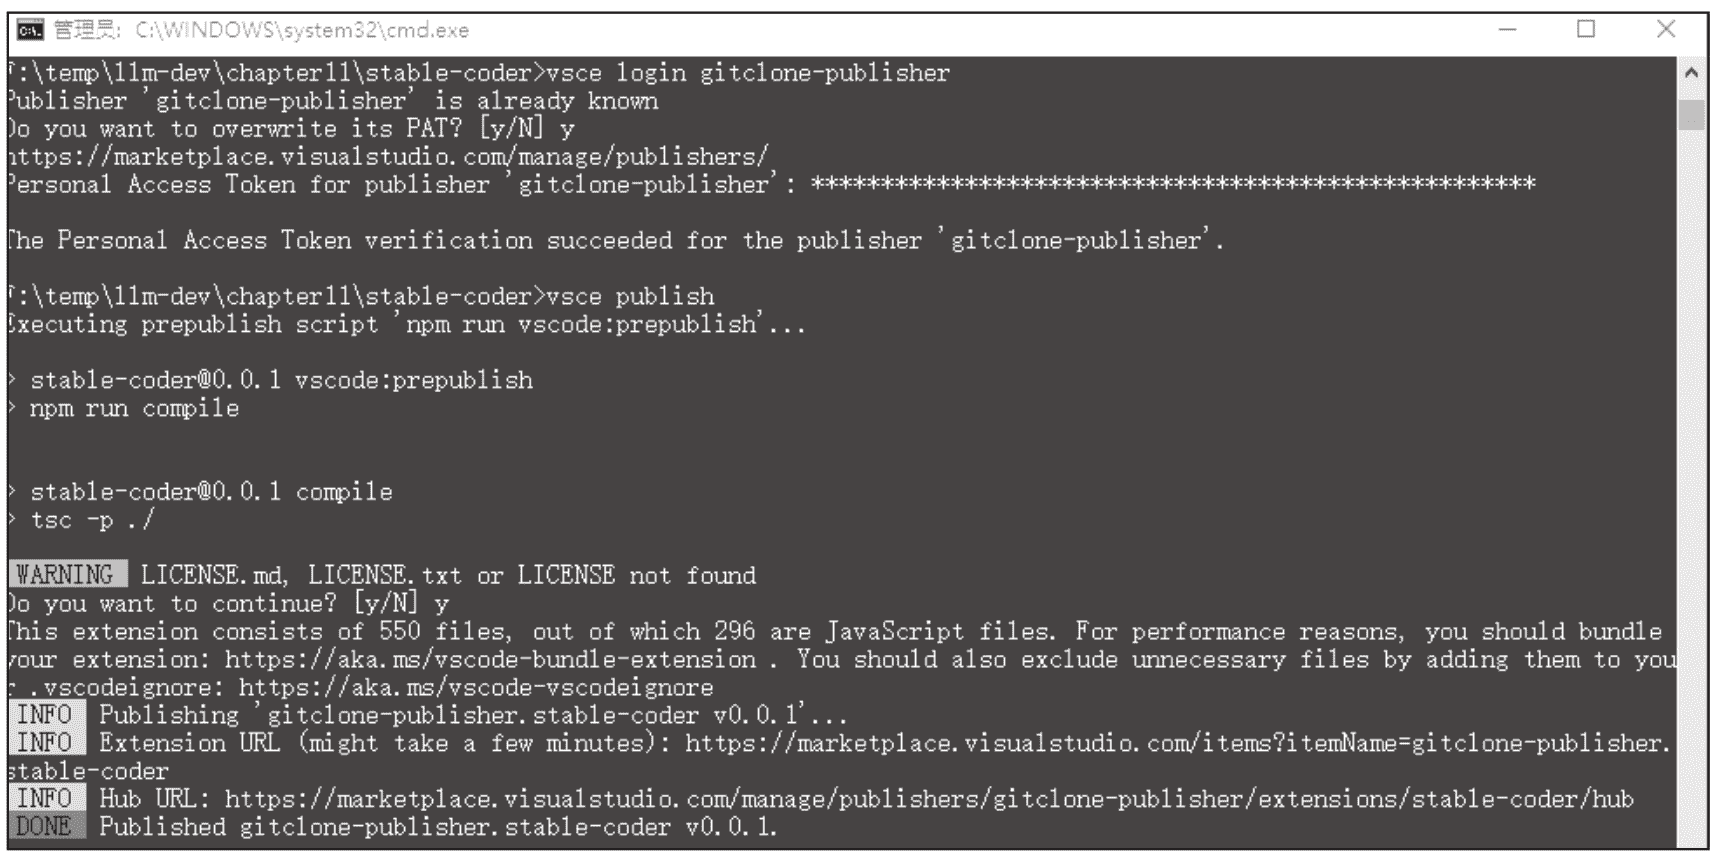 管理员: C:\WINDOWS\system32\cmd.exe
f:\temp\llm-dev\chapter11\stable-coder>vsce login gitclone-publisher
Publisher 'gitclone-publisher' is already known
Do you want to overwrite its PAT? [y/N] y
https://marketplace.visualstudio.com/manage/publishers/
Personal Access Token for publisher 'gitclone-publisher': ****************************************************
The Personal Access Token verification succeeded for the publisher 'gitclone-publisher'.
f:\temp\llm-dev\chapter11\stable-coder>vsce publish
Executing prepublish script 'npm run vscode:prepublish'...
> stable-coder@0.0.1 vscode:prepublish
> npm run compile
> stable-coder@0.0.1 compile
> tsc -p ./
WARNING LICENSE.md, LICENSE.txt or LICENSE not found
Do you want to continue? [y/N] y
This extension consists of 550 files, out of which 296 are JavaScript files. For performance reasons, you should bundle
your extension: https://aka.ms/vscode-bundle-extension . You should also exclude unnecessary files by adding them to you
r .vscodeignore: https://aka.ms/vscode-vscodeignore
INFO Publishing 'gitclone-publisher.stable-coder v0.0.1'...
INFO Extension URL (might take a few minutes): https://marketplace.visualstudio.com/items?itemName=gitclone-publisher.
stable-coder
INFO Hub URL: https://marketplace.visualstudio.com/manage/publishers/gitclone-publisher/extensions/stable-coder/hub
DONE Published gitclone-publisher.stable-coder v0.0.1.